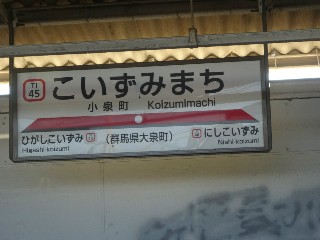 TI
45
こいずみまち
小泉町 Koizumimachi
ひがしこいずみ
Higashi-koizumi
(群馬県大泉町)
にしこいずみ
Nishi-koizumi